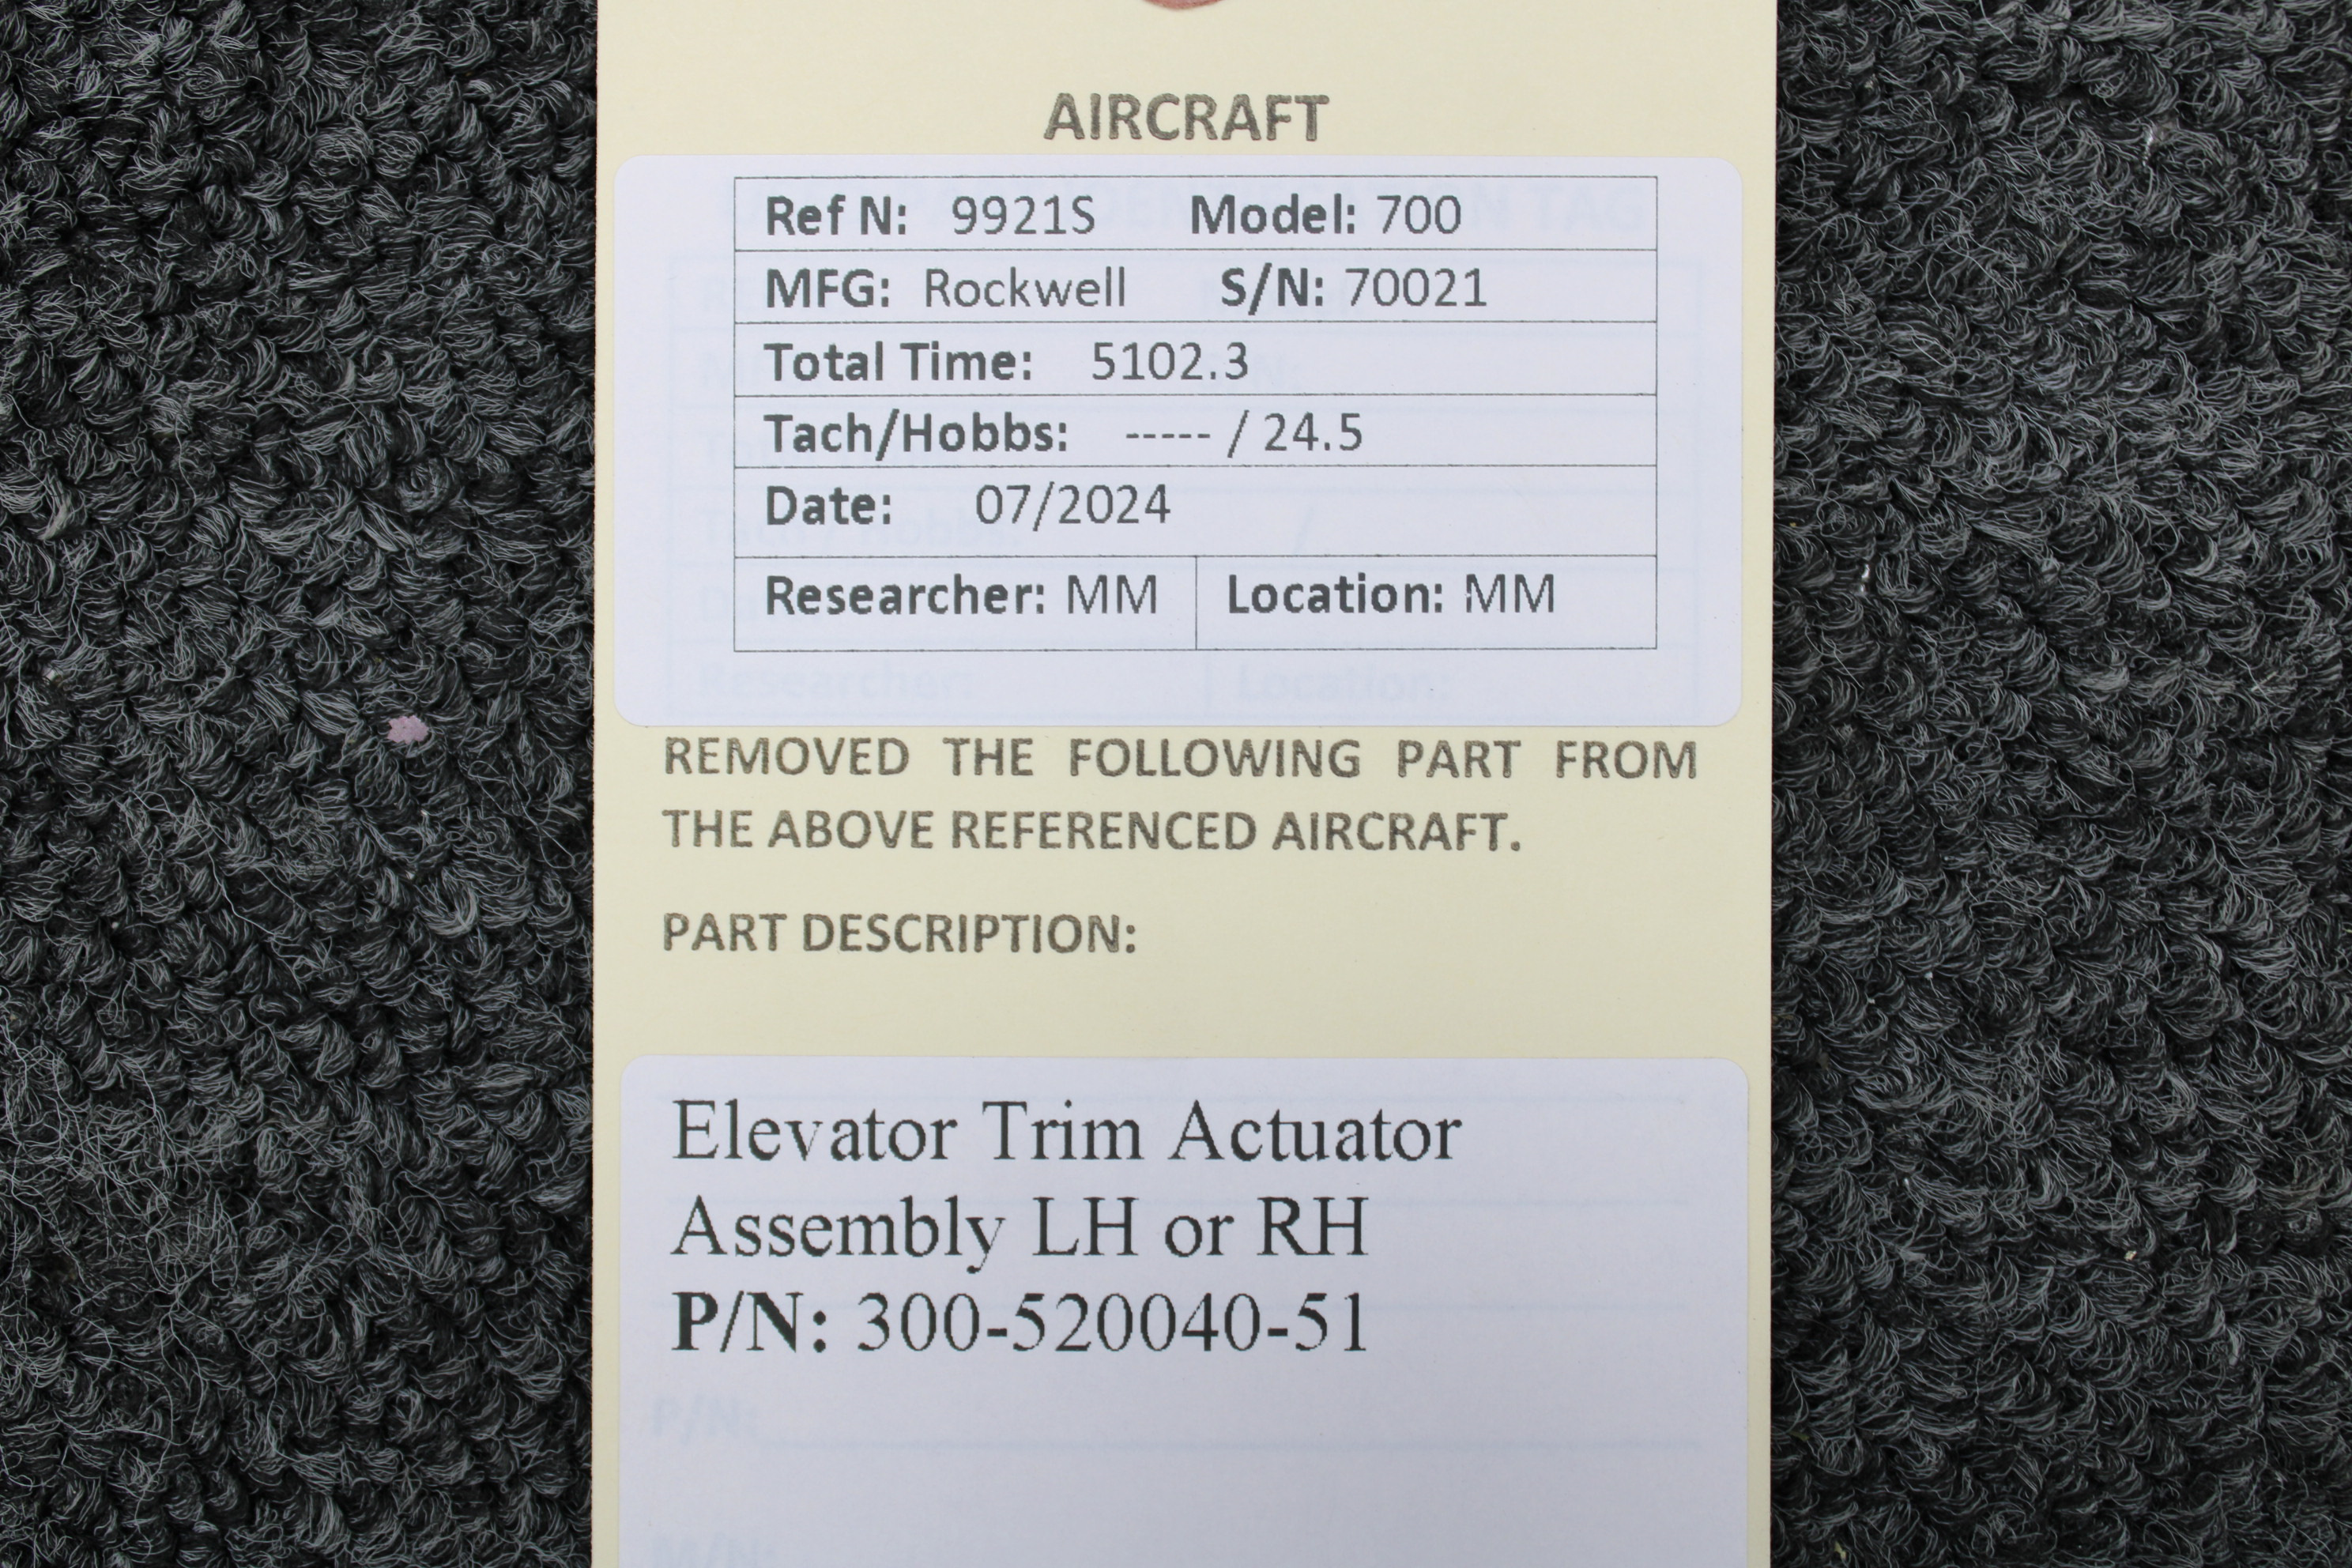 AIRCRAFT
Ref N: 9921S Model: 700
MFG: Rockwell S/N: 70021
Total Time: 5102.3
Tach/Hobbs: ----- / 24.5
Date: 07/2024
Researcher: MM Location: MM
REMOVED THE FOLLOWING PART FROM
THE ABOVE REFERENCED AIRCRAFT.
PART DESCRIPTION:
Elevator Trim Actuator
Assembly LH or RH
P/N: 300-520040-51
P/N: